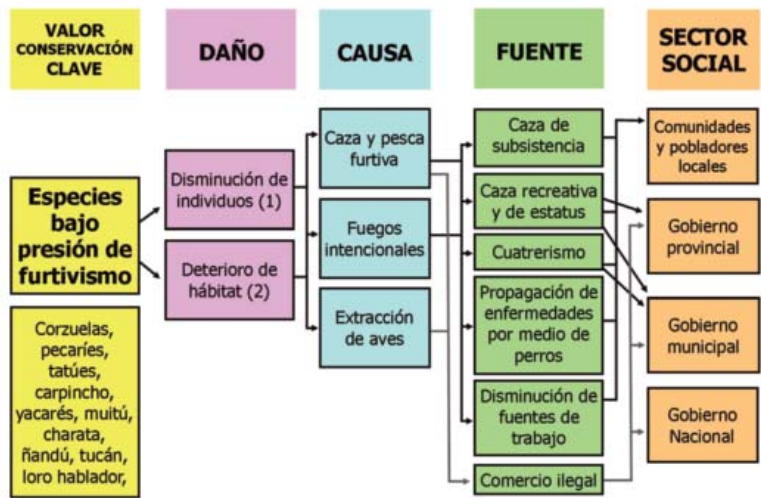 VALOR
CONSERVACIÓN
CLAVE
DAÑO
CAUSA
FUENTE
SECTOR
SOCIAL
Especies
bajo
presión de
furtivismo
Corzuelas,
pecaríes,
tatúes,
carpincho,
yacarés, muitú,
charata,
ñandú, tucán,
loro hablador,
Disminución de
individuos (1)
Deterioro de
hábitat (2)
Caza y pesca
furtiva
Fuegos
intencionales
Extracción
de aves
Caza de
subsistencia
Caza recreativa
y de estatus
Cuatrerismo
Propagación de
enfermedades
por medio de
perros
Disminución de
fuentes de
trabajo
Comercio ilegal
Comunidades
y pobladores
locales
Gobierno
provincial
Gobierno
municipal
Gobierno
Nacional